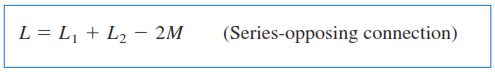 L = L₁ + L₂ − 2M (Series-opposing connection)